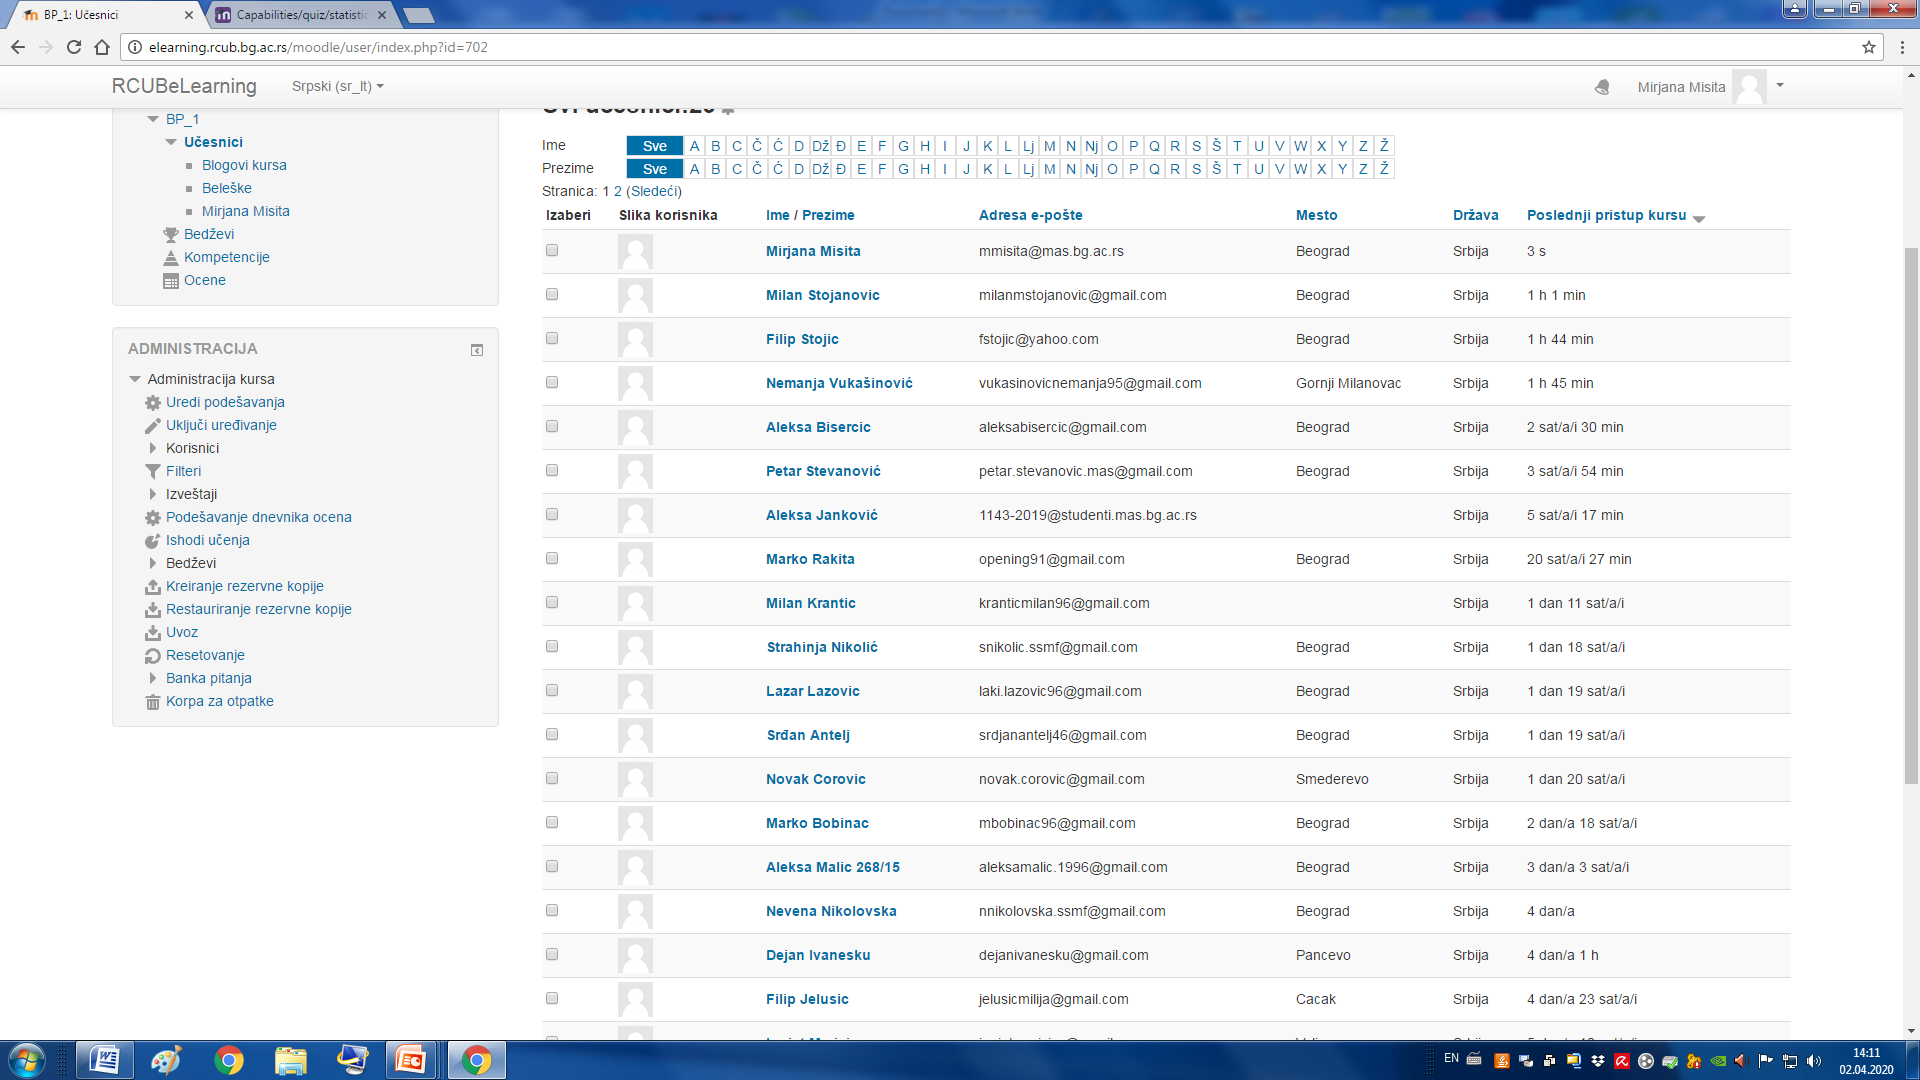 BP_1: Učesnici
Capabilities/quiz/statistic
elearning.rcub.bg.ac.rs/moodle/user/index.php?id=702
RCUBeLearning
Srpski (sr_lt)
Mirjana Misita
BP_1
Učesnici
Blogovi kursa
Beleške
Mirjana Misita
Bedževi
Kompetencije
Ocene
ADMINISTRACIJA
Administracija kursa
Uredi podešavanja
Uključi uređivanje
Korisnici
Filteri
Izveštaji
Podešavanje dnevnika ocena
Ishodi učenja
Bedževi
Kreiranje rezervne kopije
Restauriranje rezervne kopije
Uvoz
Resetovanje
Banka pitanja
Korpa za otpatke
Ime Sve A B C Č Ć D Dž Đ E F G H I J K L Lj M N Nj O P Q R S Š T U V W X Y Z Ž
Prezime Sve A B C Č Ć D Dž Đ E F G H I J K L Lj M N Nj O P Q R S Š T U V W X Y Z Ž
Stranica: 1 2 (Sledeći)
Izaberi Slika korisnika Ime / Prezime Adresa e-pošte Mesto Država Poslednji pristup kursu
Mirjana Misita mmisita@mas.bg.ac.rs Beograd Srbija 3 s
Milan Stojanovic milanmstojanovic@gmail.com Beograd Srbija 1 h 1 min
Filip Stojic fstojic@yahoo.com Beograd Srbija 1 h 44 min
Nemanja Vukašinović vukasinovicnemanja95@gmail.com Gornji Milanovac Srbija 1 h 45 min
Aleksa Bisercic aleksabisercic@gmail.com Beograd Srbija 2 sat/a/i 30 min
Petar Stevanović petar.stevanovic.mas@gmail.com Beograd Srbija 3 sat/a/i 54 min
Aleksa Janković 1143-2019@studenti.mas.bg.ac.rs Srbija 5 sat/a/i 17 min
Marko Rakita opening91@gmail.com Beograd Srbija 20 sat/a/i 27 min
Milan Krantic kranticmilan96@gmail.com Srbija 1 dan 11 sat/a/i
Strahinja Nikolić snikolic.ssmf@gmail.com Beograd Srbija 1 dan 18 sat/a/i
Lazar Lazovic laki.lazovic96@gmail.com Beograd Srbija 1 dan 19 sat/a/i
Srđan Antelj srdjanantelj46@gmail.com Beograd Srbija 1 dan 19 sat/a/i
Novak Corovic novak.corovic@gmail.com Smederevo Srbija 1 dan 20 sat/a/i
Marko Bobinac mbobinac96@gmail.com Beograd Srbija 2 dan/a 18 sat/a/i
Aleksa Malic 268/15 aleksamalic.1996@gmail.com Beograd Srbija 3 dan/a 3 sat/a/i
Nevena Nikolovska nnikolovska.ssmf@gmail.com Beograd Srbija 4 dan/a
Dejan Ivanesku dejanivanesku@gmail.com Pancevo Srbija 4 dan/a 1 h
Filip Jelusic jelusicmilija@gmail.com Cacak Srbija 4 dan/a 23 sat/a/i
EN
14:11
02.04.2020